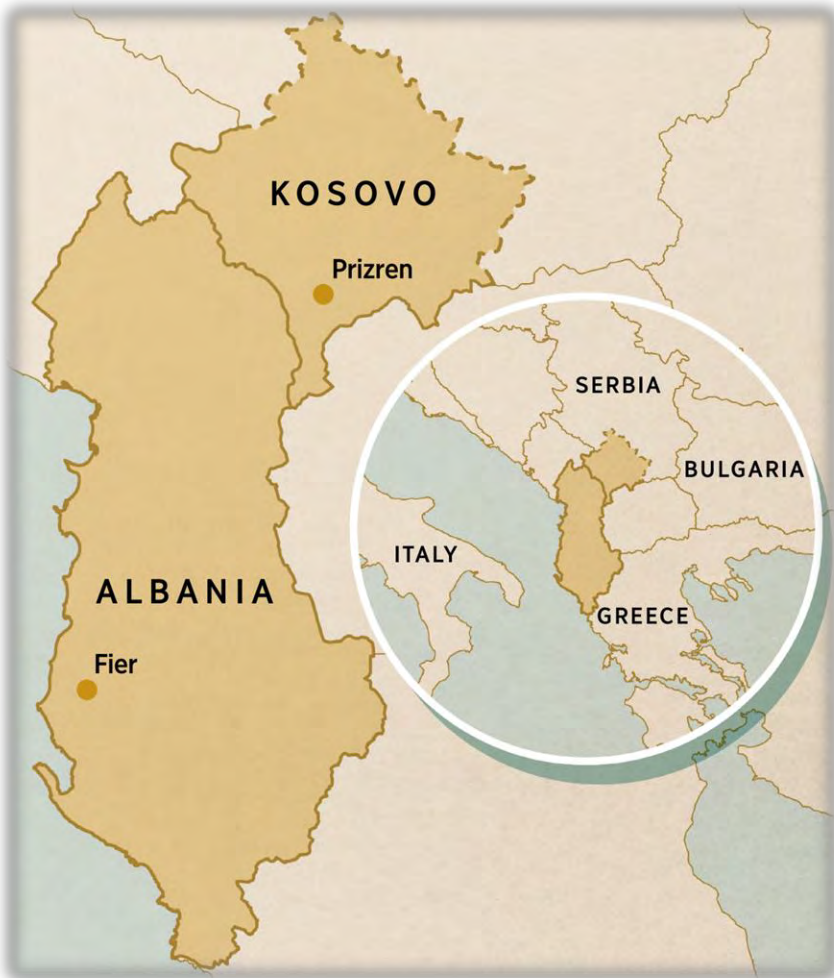 KOSOVO
Prizren
SERBIA
BULGARIA
ITALY
ALBANIA
GREECE
Fier